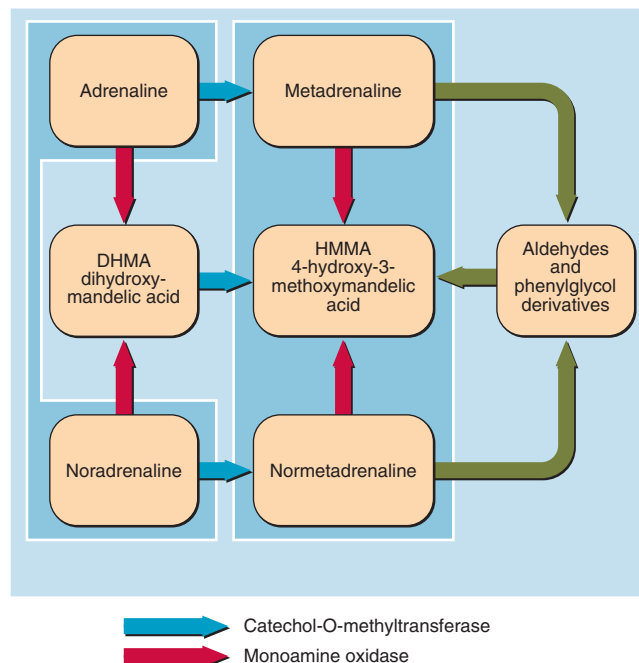 Adrenaline
Metadrenaline
DHMA
dihydroxy-
mandelic acid
HMMA
4-hydroxy-3-
methoxymandelic
acid
Aldehydes
and
phenylglycol
derivatives
Noradrenaline
Normetadrenaline
Catechol-O-methyltransferase
Monoamine oxidase